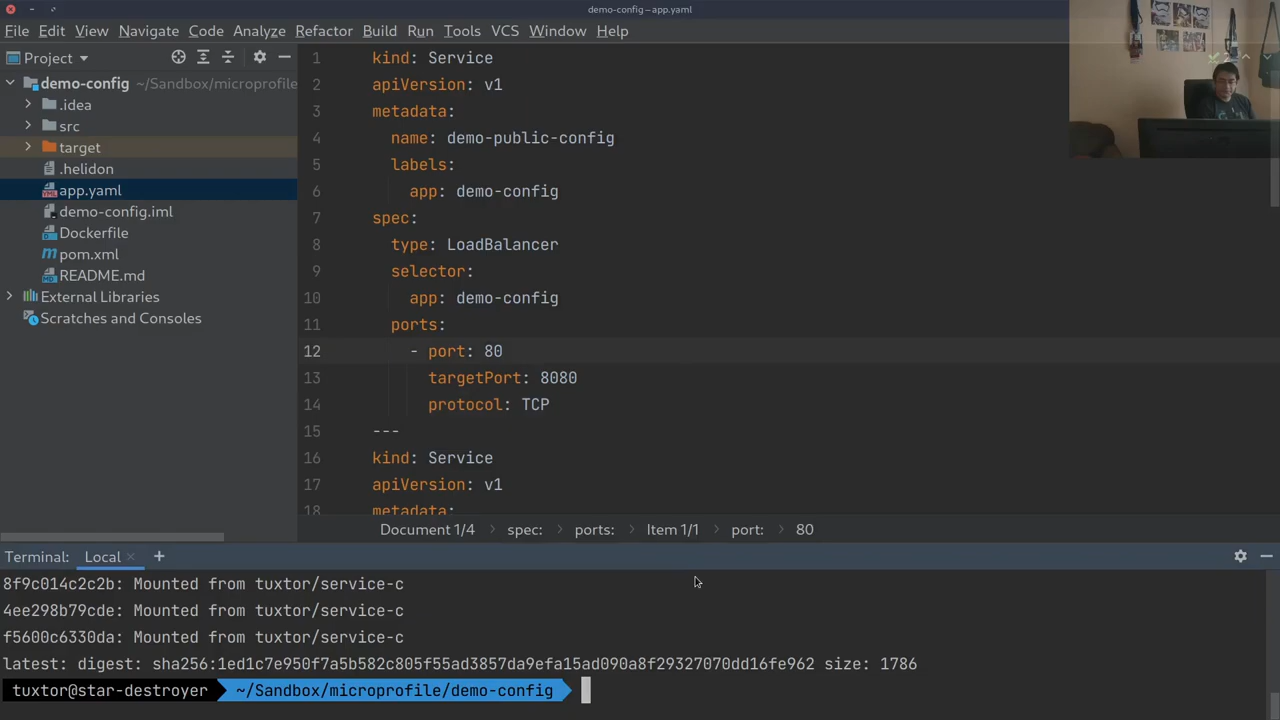 demo-config – app.yaml
File Edit View Navigate Code Analyze Refactor Build Run Tools VCS Window Help
Project
demo-config ~/Sandbox/microprofile
.idea
src
target
.helidon
app.yaml
demo-config.iml
Dockerfile
pom.xml
README.md
External Libraries
Scratches and Consoles
1 kind: Service
2 apiVersion: v1
3 metadata:
4 name: demo-public-config
5 labels:
6 app: demo-config
7 spec:
8 type: LoadBalancer
9 selector:
10 app: demo-config
11 ports:
12 - port: 80
13 targetPort: 8080
14 protocol: TCP
15 ---
16 kind: Service
17 apiVersion: v1
18 metadata:
Document 1/4 spec: ports: Item 1/1 port: 80
Terminal: Local
8f9c014c2c2b: Mounted from tuxtor/service-c
4ee298b79cde: Mounted from tuxtor/service-c
f5600c6330da: Mounted from tuxtor/service-c
latest: digest: sha256:1ed1c7e950f7a5b582c805f55ad3857da9efa15ad090a8f29327070dd16fe962 size: 1786
tuxtor@star-destroyer ~/Sandbox/microprofile/demo-config